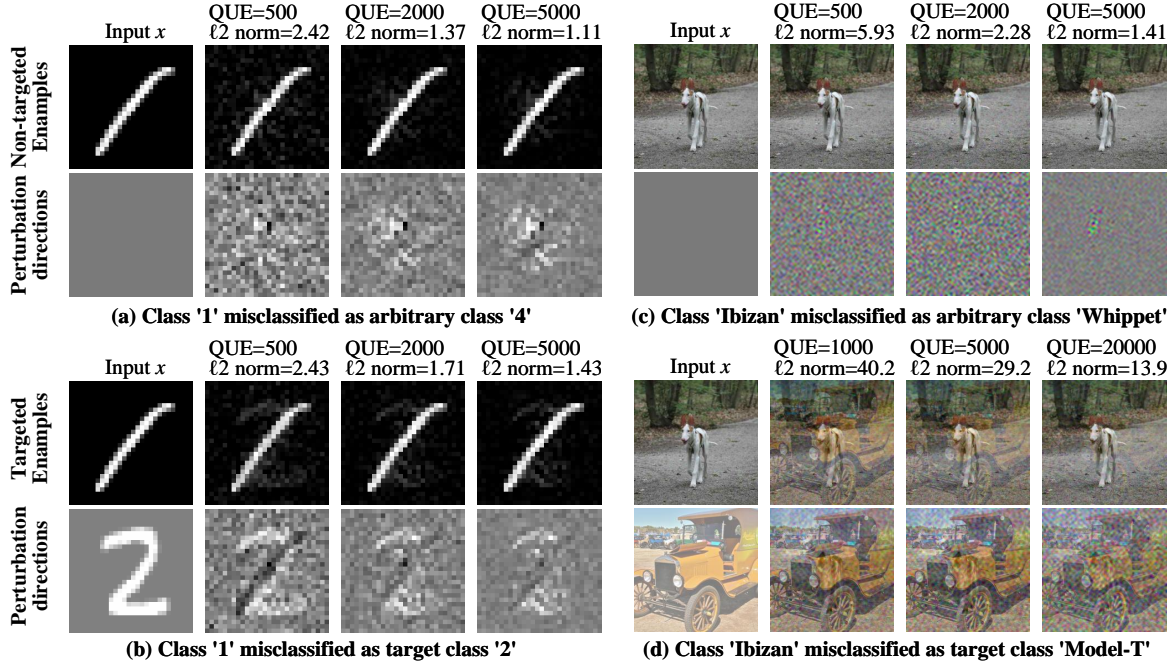 Input x
QUE=500
ℓ2 norm=2.42
QUE=2000
ℓ2 norm=1.37
QUE=5000
ℓ2 norm=1.11
Non-targeted
Enamples
Perturbation
directions
(a) Class '1' misclassified as arbitrary class '4'
Input x
QUE=500
ℓ2 norm=5.93
QUE=2000
ℓ2 norm=2.28
QUE=5000
ℓ2 norm=1.41
(c) Class 'Ibizan' misclassified as arbitrary class 'Whippet'
Input x
QUE=500
ℓ2 norm=2.43
QUE=2000
ℓ2 norm=1.71
QUE=5000
ℓ2 norm=1.43
Targeted
Enamples
Perturbation
directions
2
(b) Class '1' misclassified as target class '2'
Input x
QUE=1000
ℓ2 norm=40.2
QUE=5000
ℓ2 norm=29.2
QUE=20000
ℓ2 norm=13.9
(d) Class 'Ibizan' misclassified as target class 'Model-T'